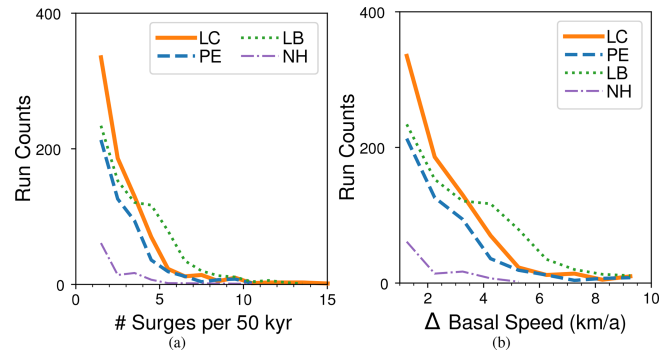 400
200
0
Run Counts
LC
PE
LB
NH
0
5
10
15
# Surges per 50 kyr
(a)
400
200
0
Run Counts
LC
PE
LB
NH
2
4
6
8
10
Δ Basal Speed (km/a)
(b)